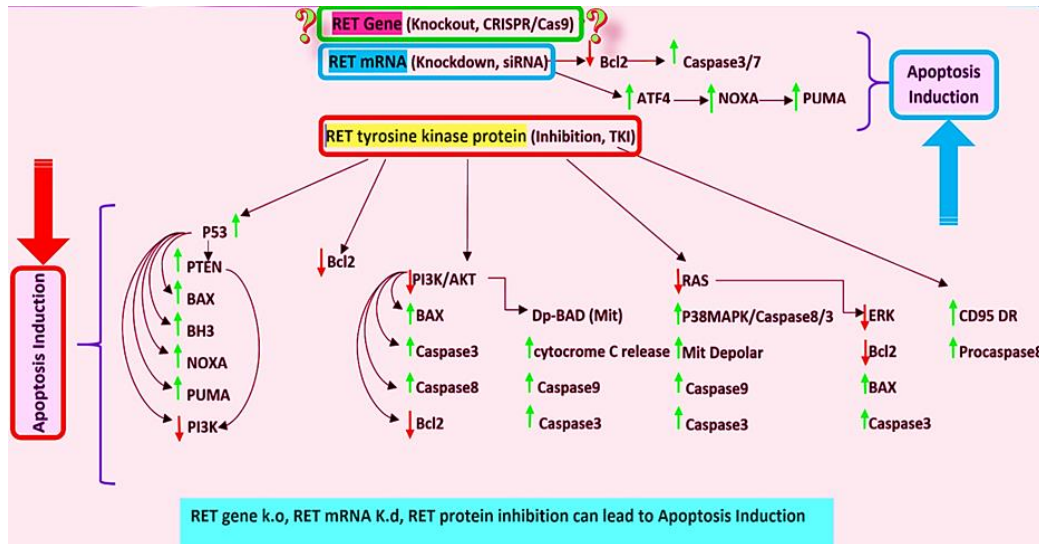 ? RET Gene (Knockout, CRISPR/Cas9) ?
RET mRNA (Knockdown, siRNA)
Bcl2
Caspase3/7
ATF4
NOXA
PUMA
Apoptosis
Induction
RET tyrosine kinase protein (Inhibition, TKI)
Apoptosis Induction
P53
PTEN
BAX
BH3
NOXA
PUMA
PI3K
Bcl2
PI3K/AKT
BAX
Caspase3
Caspase8
Bcl2
Dp-BAD (Mit)
cytocrome C release
Caspase9
Caspase3
RAS
P38MAPK/Caspase8/3
Mit Depolar
Caspase9
Caspase3
ERK
Bcl2
BAX
Caspase3
CD95 DR
Procaspase8
RET gene k.o, RET mRNA K.d, RET protein inhibition can lead to Apoptosis Induction